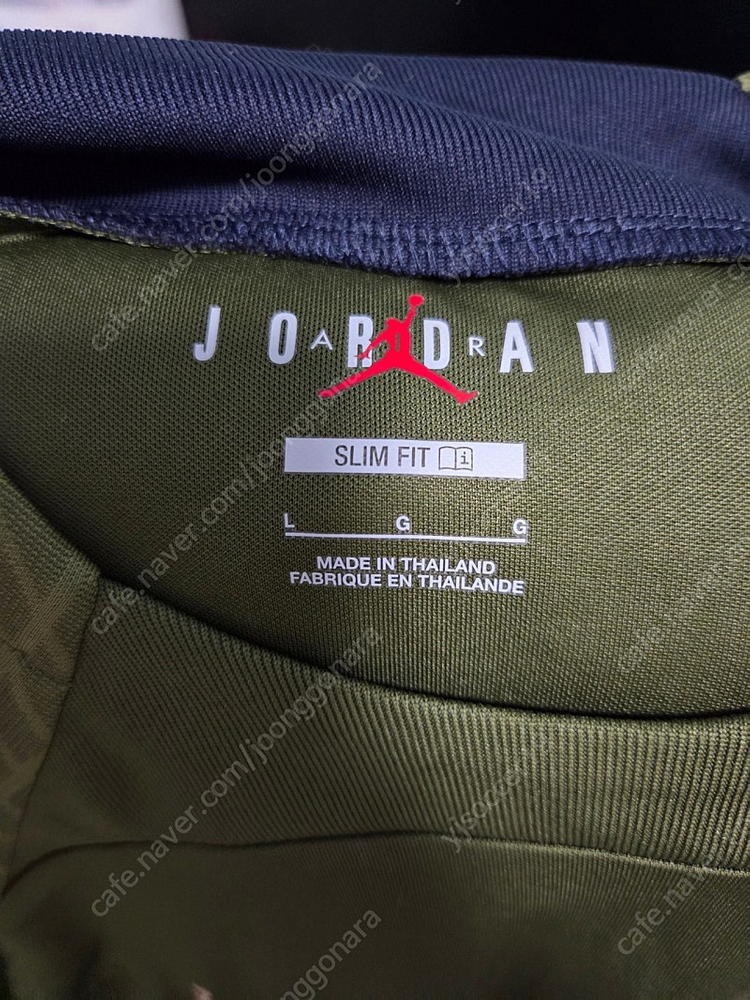 JORDAN
AIR
SLIM FIT
L G G
MADE IN THAILAND
FABRIQUE EN THAILANDE
cafe.naver.com/joonggonara